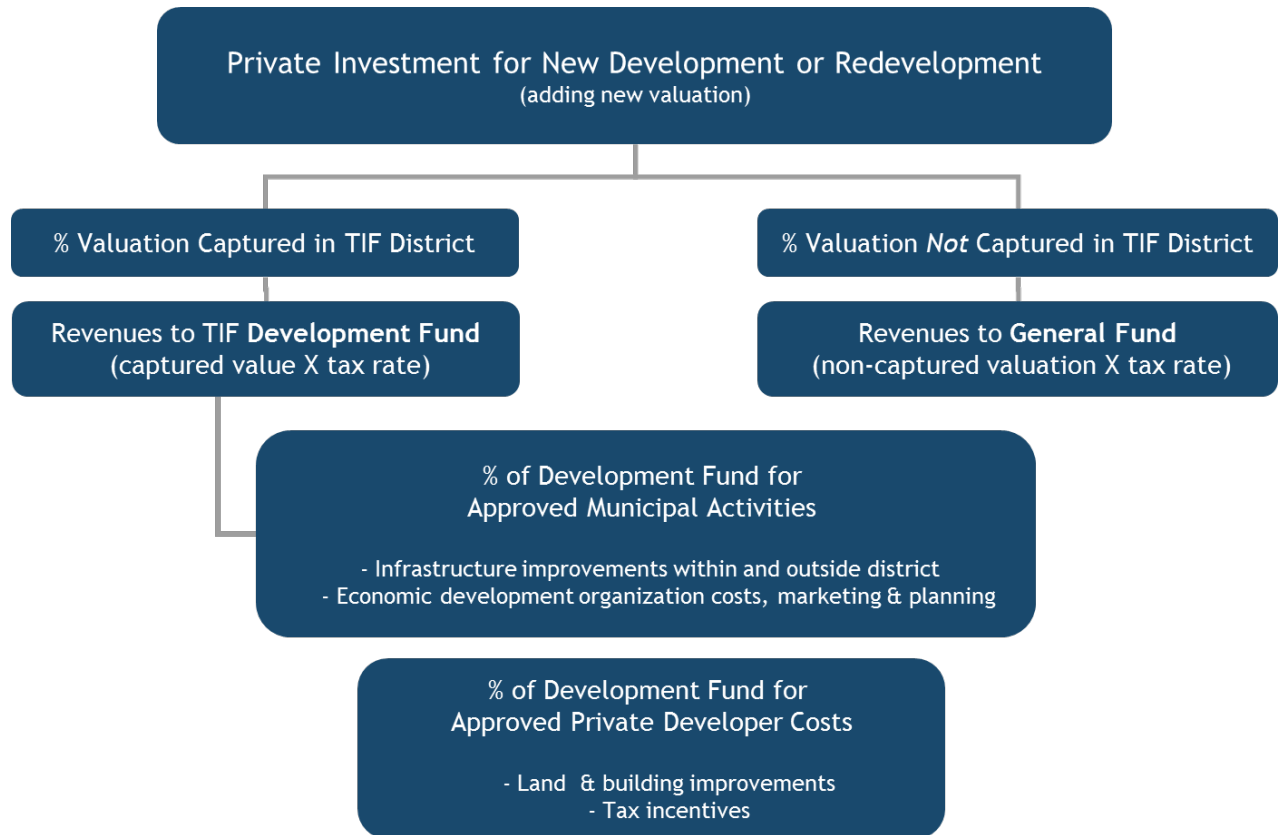 Private Investment for New Development or Redevelopment
(adding new valuation)
% Valuation Captured in TIF District
% Valuation Not Captured in TIF District
Revenues to TIF Development Fund
(captured value X tax rate)
Revenues to General Fund
(non-captured valuation X tax rate)
% of Development Fund for
Approved Municipal Activities
- Infrastructure improvements within and outside district
- Economic development organization costs, marketing & planning
% of Development Fund for
Approved Private Developer Costs
- Land & building improvements
- Tax incentives